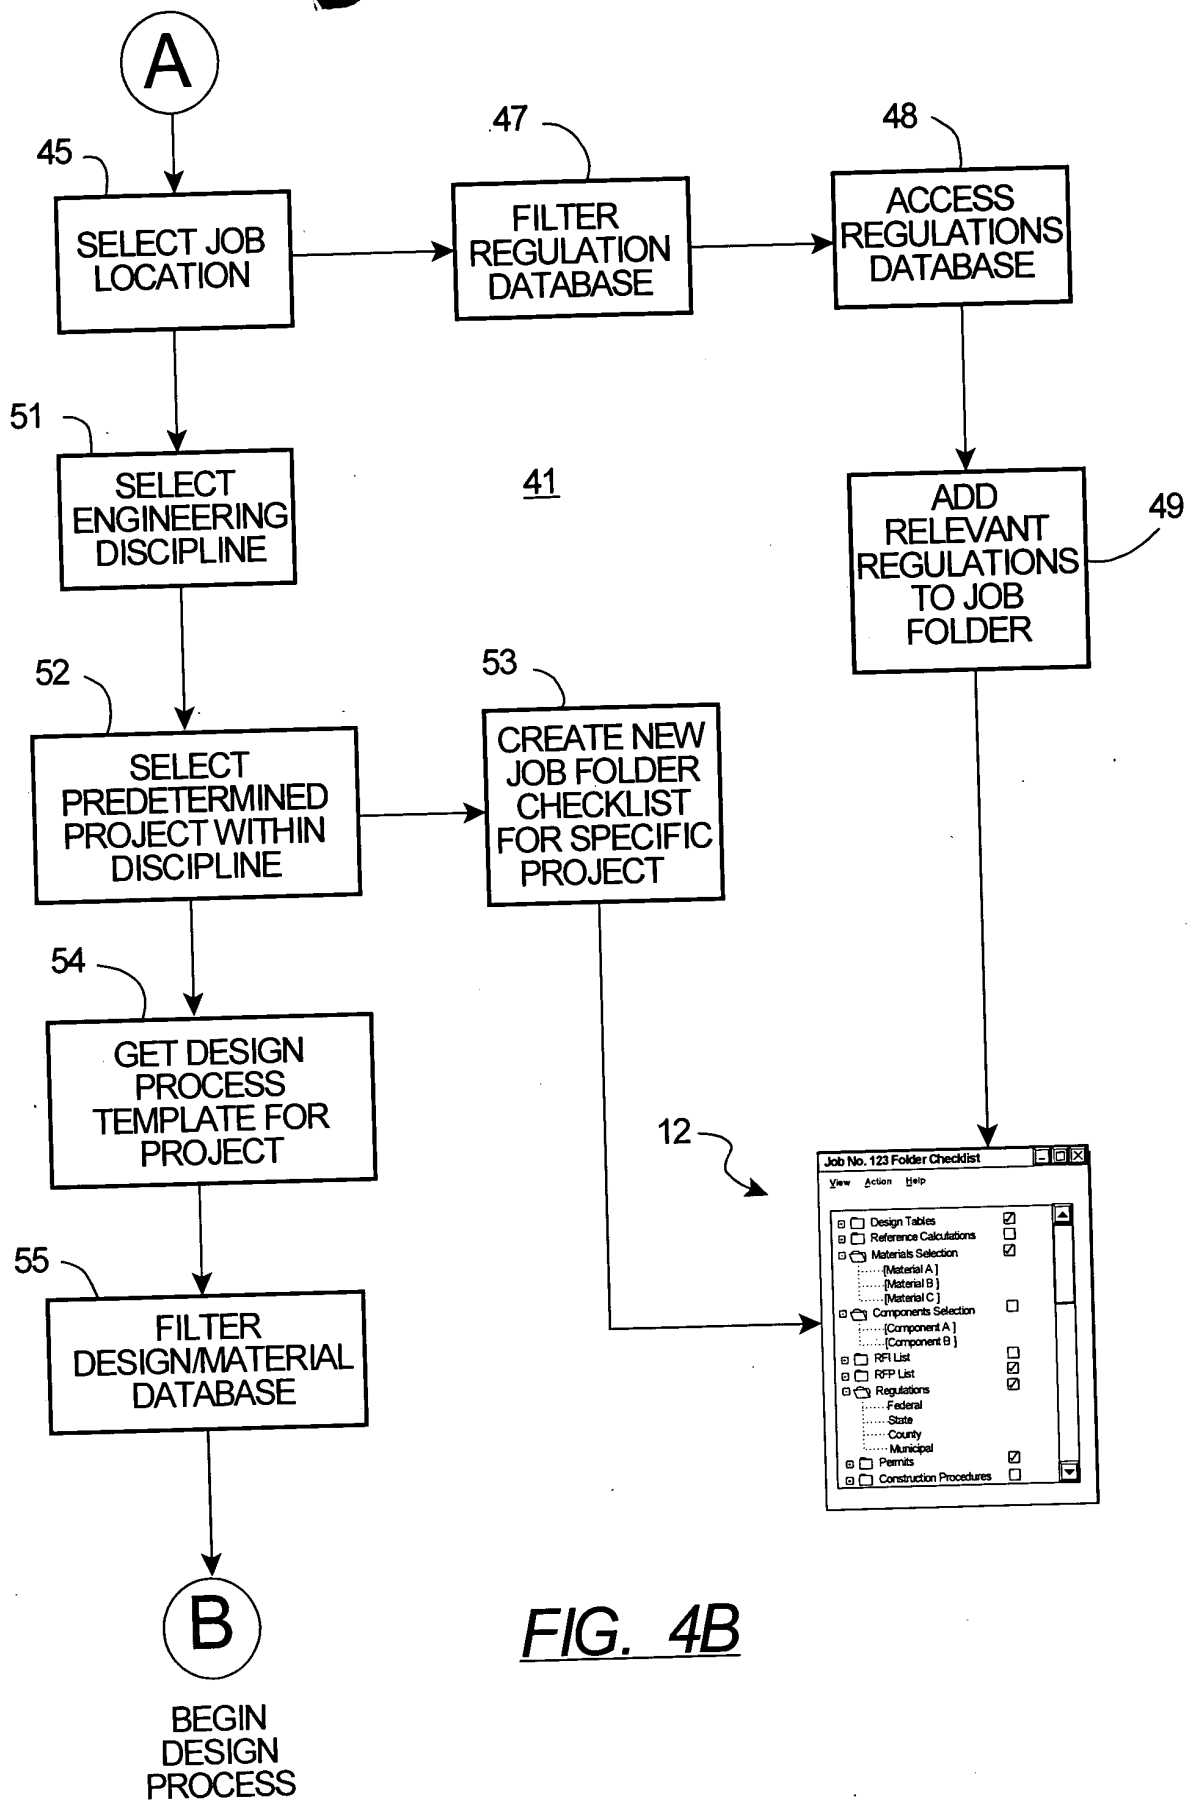 A
45
SELECT JOB
LOCATION
47
FILTER
REGULATION
DATABASE
48
ACCESS
REGULATIONS
DATABASE
51
SELECT
ENGINEERING
DISCIPLINE
41
ADD
RELEVANT
REGULATIONS
TO JOB
FOLDER
49
52
SELECT
PREDETERMINED
PROJECT WITHIN
DISCIPLINE
53
CREATE NEW
JOB FOLDER
CHECKLIST
FOR SPECIFIC
PROJECT
54
GET DESIGN
PROCESS
TEMPLATE FOR
PROJECT
12
Job No. 123 Folder Checklist
View Action Help
Design Tables
Reference Calculations
Materials Selection
[Material A ]
[Material B ]
[Material C ]
Components Selection
[Component A ]
[Component B ]
RFI List
RFP List
Regulations
Federal
State
County
Municipal
Permits
Construction Procedures
55
FILTER
DESIGN/MATERIAL
DATABASE
B
BEGIN
DESIGN
PROCESS
FIG. 4B